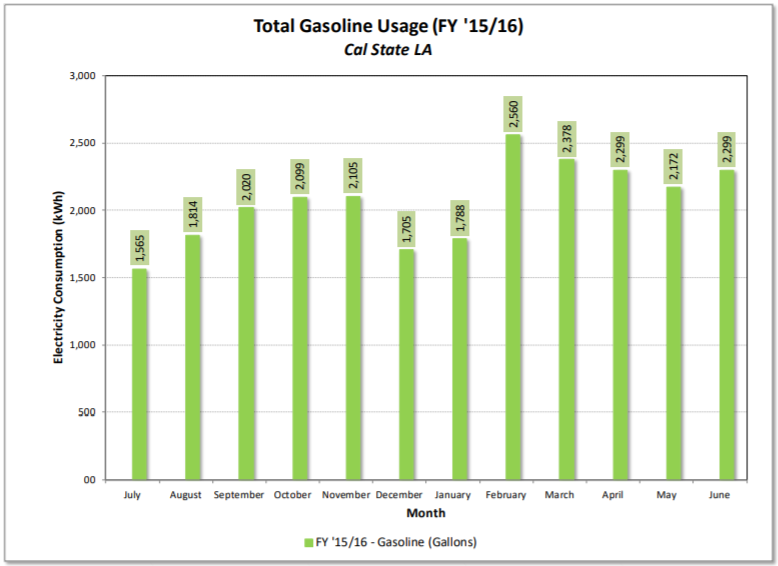 Total Gasoline Usage (FY '15/16)
Cal State LA
Electricity Consumption (kWh)
3,000
2,500
2,000
1,500
1,000
500
00
1,565
1,814
2,020
2,099
2,105
1,705
1,788
2,560
2,378
2,299
2,172
2,299
July
August
September
October
November
December
January
February
March
April
May
June
Month
FY '15/16 - Gasoline (Gallons)